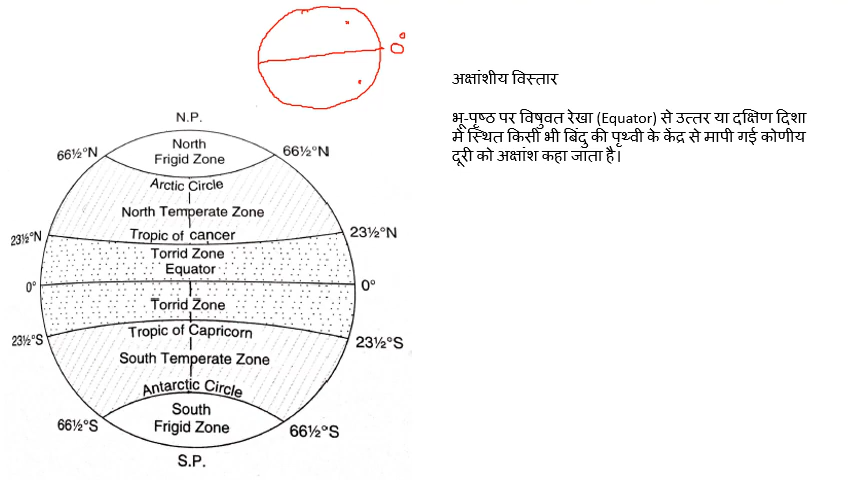 0°
अक्षांशीय विस्तार
भू-पृष्ठ पर विषुवत रेखा (Equator) से उत्तर या दक्षिण दिशा
में स्थित किसी भी बिंदु की पृथ्वी के केंद्र से मापी गई कोणीय
दूरी को अक्षांश कहा जाता है।
N.P.
North
Frigid Zone
66½°N
66½°N
Arctic Circle
North Temperate Zone
23½°N
23½°N
Tropic of cancer
Torrid Zone
Equator
0°
0°
Torrid Zone
Tropic of Capricorn
23½°S
23½°S
South Temperate Zone
Antarctic Circle
South
Frigid Zone
66½°S
66½°S
S.P.